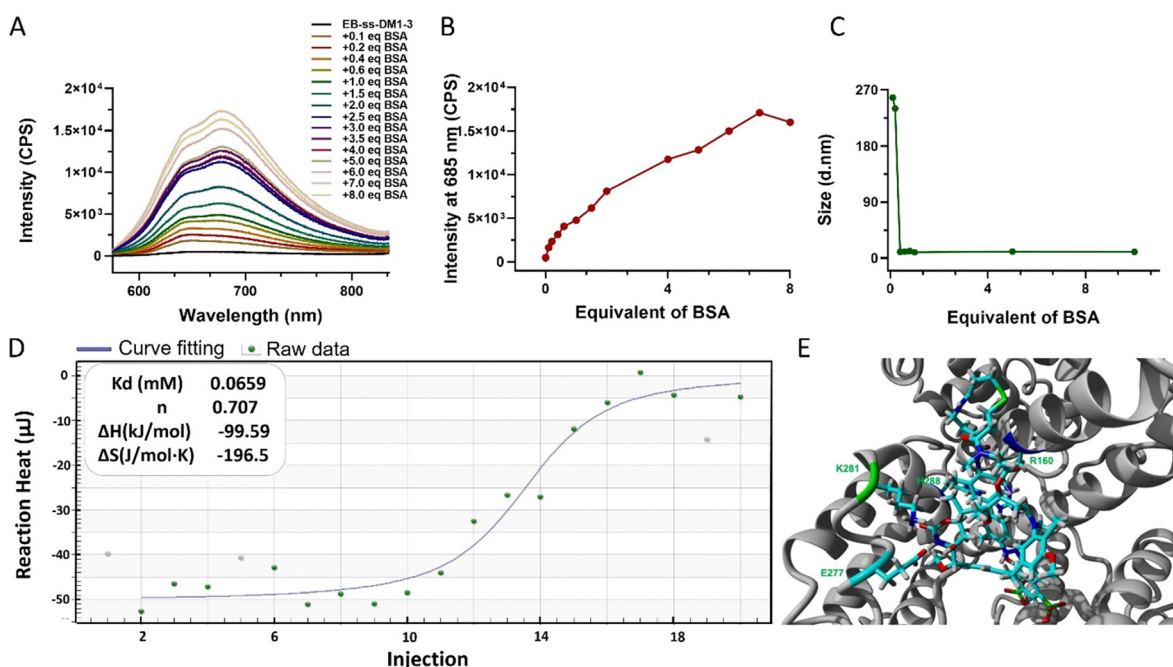 A
EB-ss-DM1-3
+0.1 eq BSA
+0.2 eq BSA
+0.4 eq BSA
+0.6 eq BSA
+1.0 eq BSA
+1.5 eq BSA
+2.0 eq BSA
+2.5 eq BSA
+3.0 eq BSA
+3.5 eq BSA
+4.0 eq BSA
+5.0 eq BSA
+6.0 eq BSA
+7.0 eq BSA
+8.0 eq BSA
2×10⁴
1.5×10⁴
1×10⁴
5×10³
0
Intensity (CPS)
600 700 800
Wavelength (nm)
B
2×10⁴
1.5×10⁴
1×10⁴
5×10³
0
Intensity at 685 nm (CPS)
0 4 8
Equivalent of BSA
C
270
180
90
0
Size (d.nm)
0 5 10
Equivalent of BSA
D
Curve fitting Raw data
Kd (mM) 0.0659
n 0.707
ΔH(kJ/mol) -99.59
ΔS(J/mol·K) -196.5
0
-10
-20
-30
-40
-50
Reaction Heat (µJ)
2 6 10 14 18
Injection
E
K281
H288
R160
E277